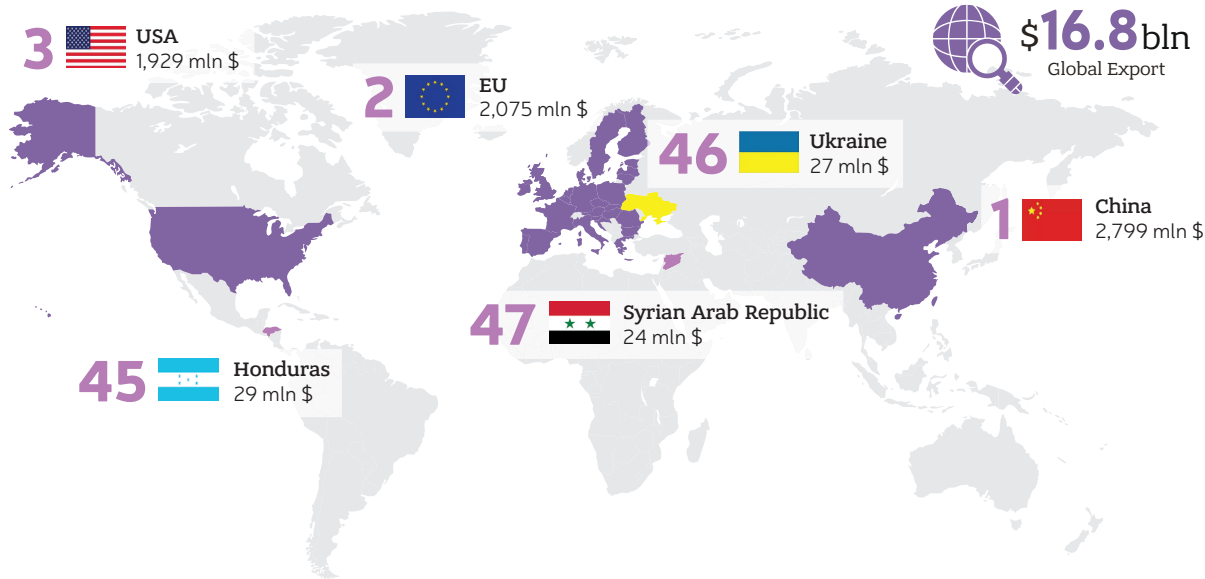 3
USA
1,929 mln $
2
EU
2,075 mln $
$16.8bln
Global Export
46
Ukraine
27 mln $
1
China
2,799 mln $
47
Syrian Arab Republic
24 mln $
45
Honduras
29 mln $